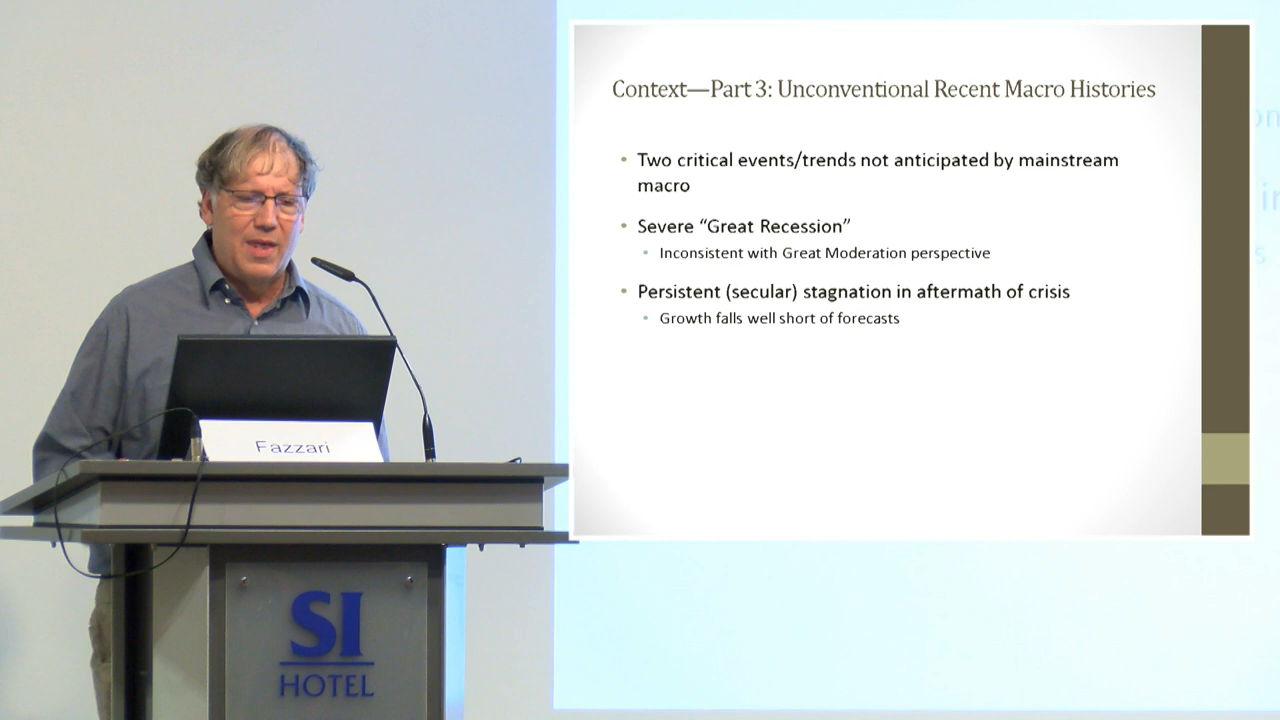 Context—Part 3: Unconventional Recent Macro Histories
• Two critical events/trends not anticipated by mainstream
macro
• Severe “Great Recession”
• Inconsistent with Great Moderation perspective
• Persistent (secular) stagnation in aftermath of crisis
• Growth falls well short of forecasts
Fazzari
SI
HOTEL